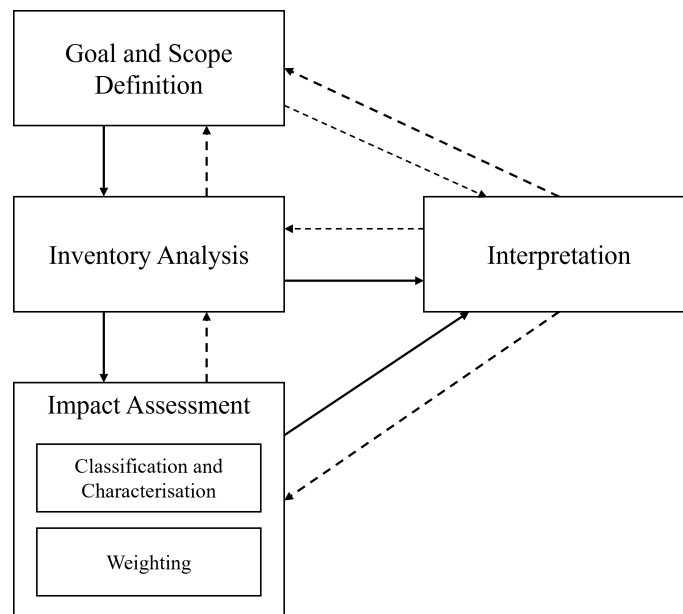 Goal and Scope
Definition
Inventory Analysis
Interpretation
Impact Assessment
Classification and
Characterisation
Weighting